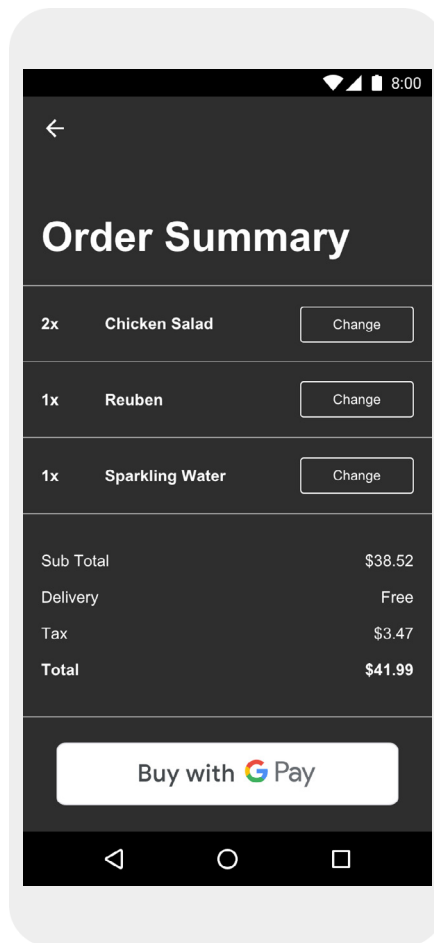 8:00
Order Summary
2x Chicken Salad Change
1x Reuben Change
1x Sparkling Water Change
Sub Total $38.52
Delivery Free
Tax $3.47
Total $41.99
Buy with G Pay